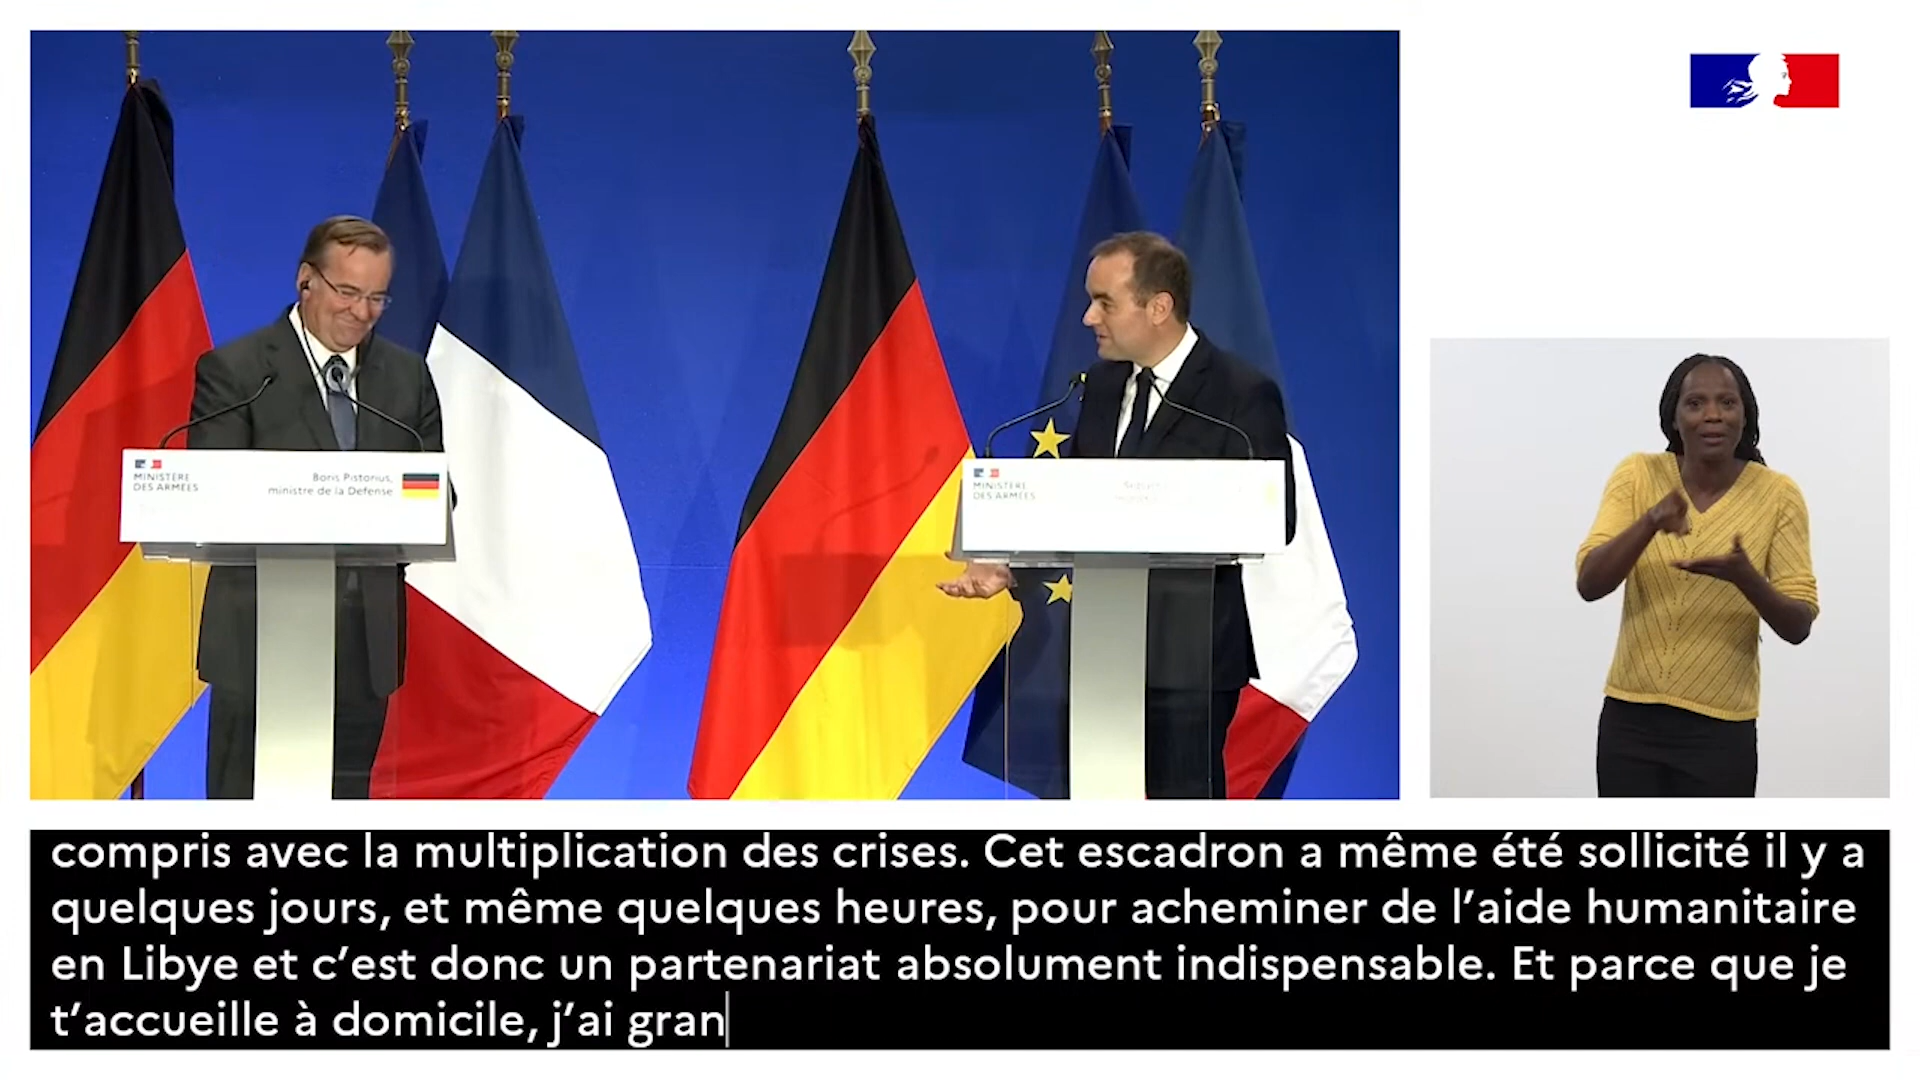 MINISTÈRE
DES ARMÉES
Boris Pistorius,
ministre de la Defense
MINISTÈRE
DES ARMÉES
compris avec la multiplication des crises. Cet escadron a même été sollicité il y a
quelques jours, et même quelques heures, pour acheminer de l’aide humanitaire
en Libye et c’est donc un partenariat absolument indispensable. Et parce que je
t’accueille à domicile, j’ai gran